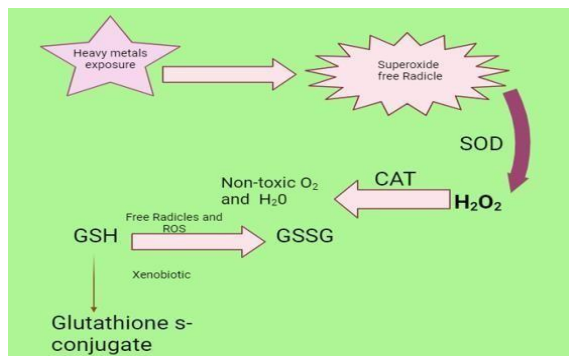 Heavy metals
exposure
Superoxide
free Radicle
SOD
CAT
Non-toxic O₂
and H₂0
H₂O₂
Free Radicles and
ROS
GSH
GSSG
Xenobiotic
Glutathione s-
conjugate